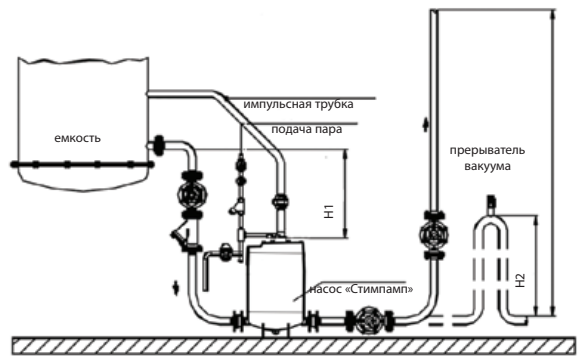 импульсная трубка
подача пара
емкость
прерыватель
вакуума
H1
H2
насос «Стимпамп»